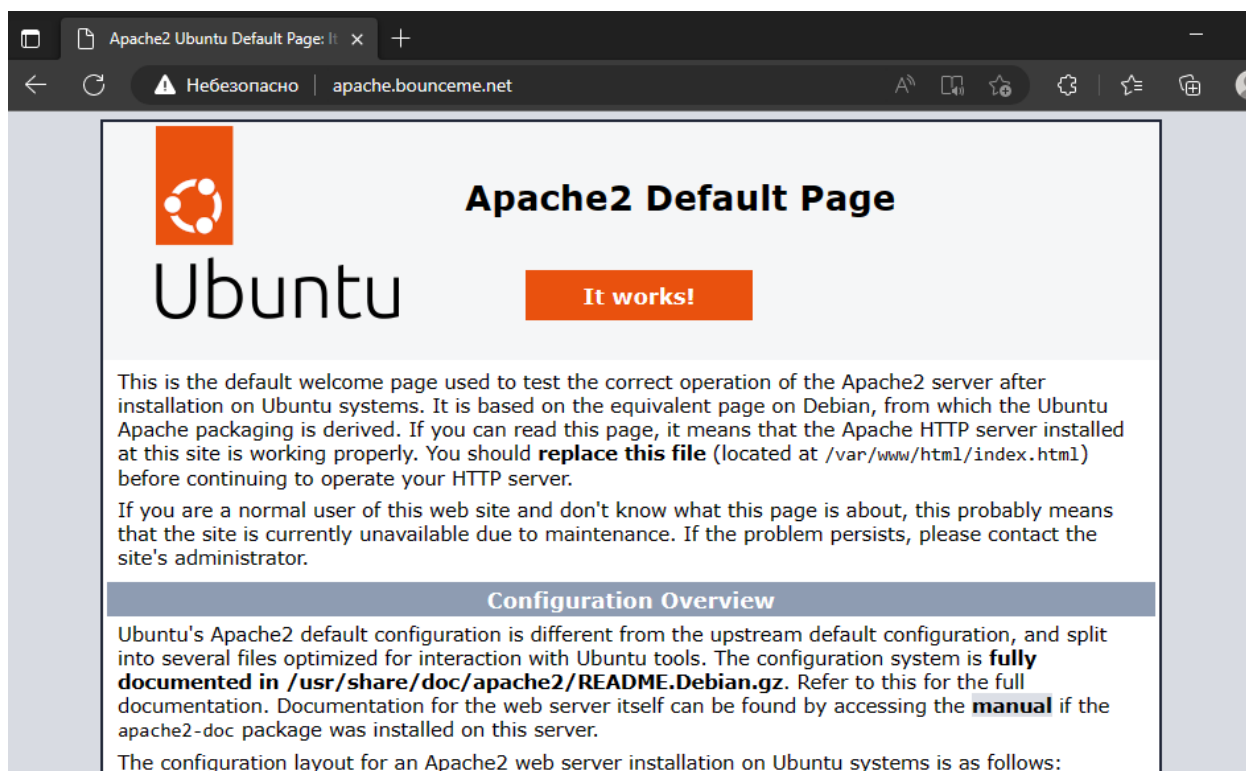 Apache2 Ubuntu Default Page: It
Небезопасно
apache.bounceme.net
Apache2 Default Page
Ubuntu
It works!
This is the default welcome page used to test the correct operation of the Apache2 server after
installation on Ubuntu systems. It is based on the equivalent page on Debian, from which the Ubuntu
Apache packaging is derived. If you can read this page, it means that the Apache HTTP server installed
at this site is working properly. You should replace this file (located at /var/www/html/index.html)
before continuing to operate your HTTP server.
If you are a normal user of this web site and don't know what this page is about, this probably means
that the site is currently unavailable due to maintenance. If the problem persists, please contact the
site's administrator.
Configuration Overview
Ubuntu's Apache2 default configuration is different from the upstream default configuration, and split
into several files optimized for interaction with Ubuntu tools. The configuration system is fully
documented in /usr/share/doc/apache2/README.Debian.gz. Refer to this for the full
documentation. Documentation for the web server itself can be found by accessing the manual if the
apache2-doc package was installed on this server.
The configuration layout for an Apache2 web server installation on Ubuntu systems is as follows: